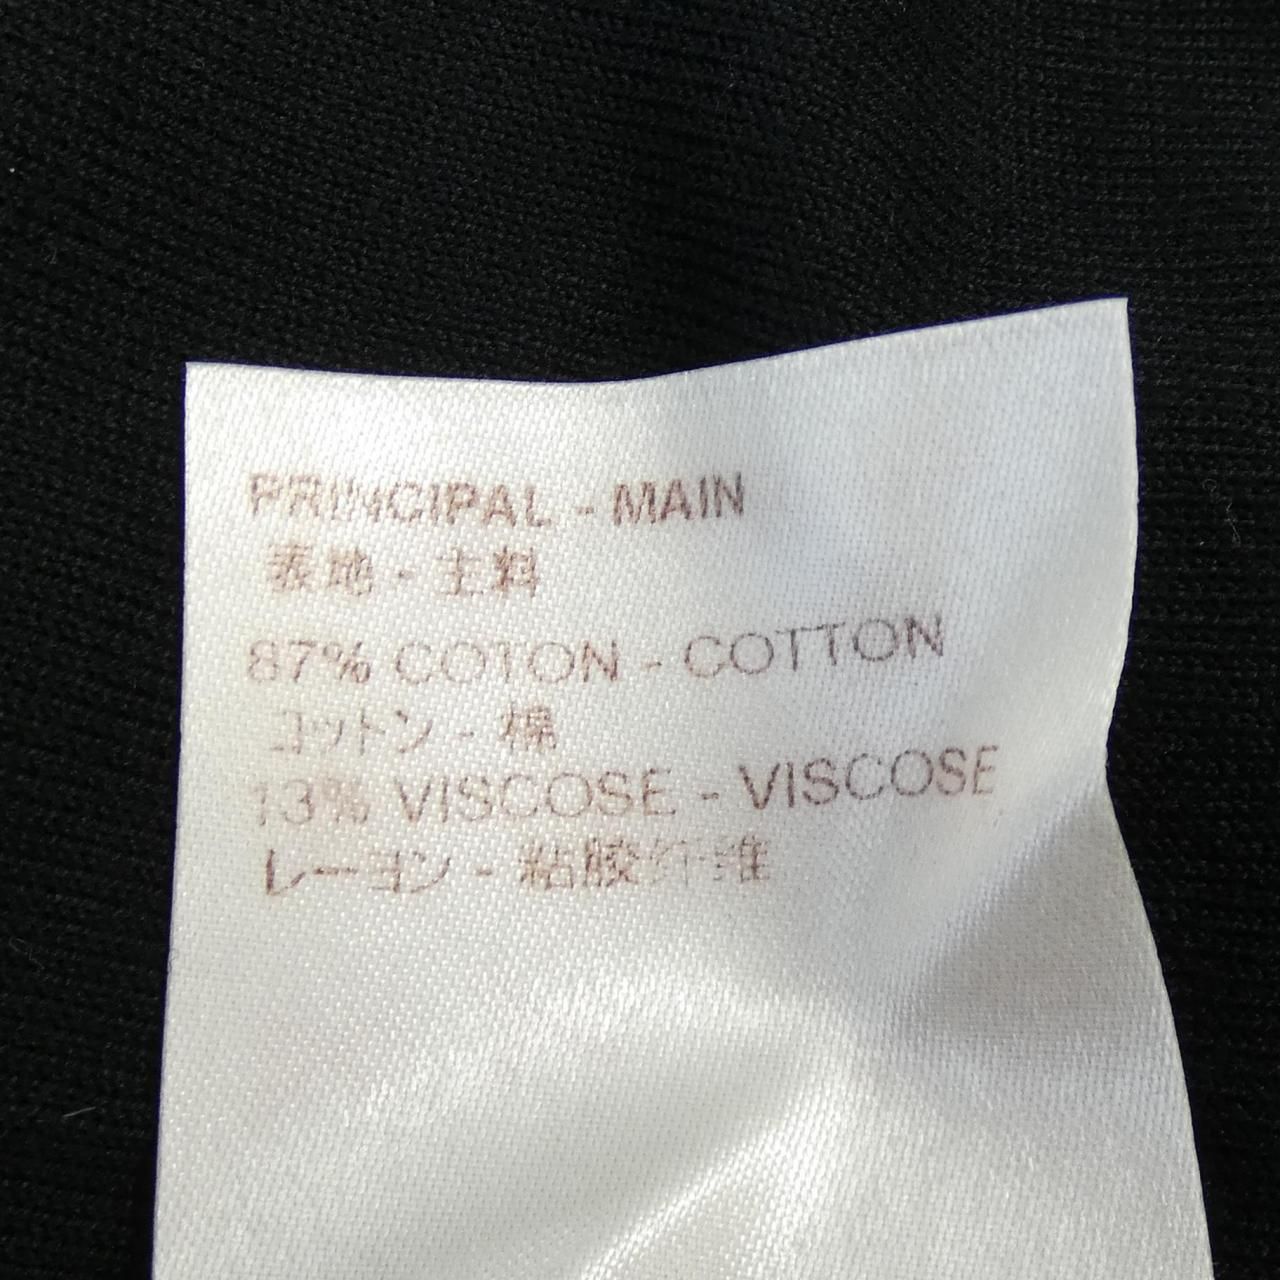 PRINCIPAL - MAIN
表地 - 主料
87% COTON - COTTON
コットン - 棉
13% VISCOSE - VISCOSE
レーヨン - 粘胶纤维